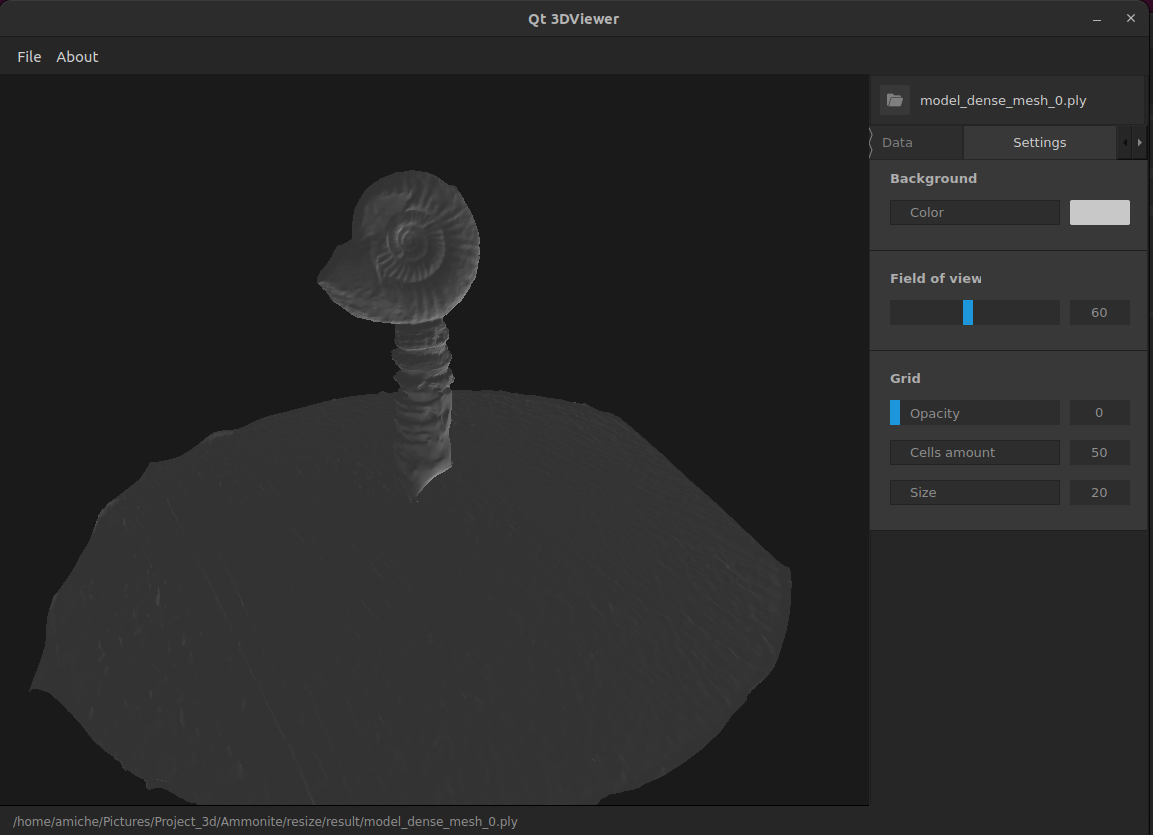 Qt 3DViewer
File About
model_dense_mesh_0.ply
Data Settings
Background
Color
Field of view
60
Grid
Opacity 0
Cells amount 50
Size 20
/home/amiche/Pictures/Project_3d/Ammonite/resize/result/model_dense_mesh_0.ply